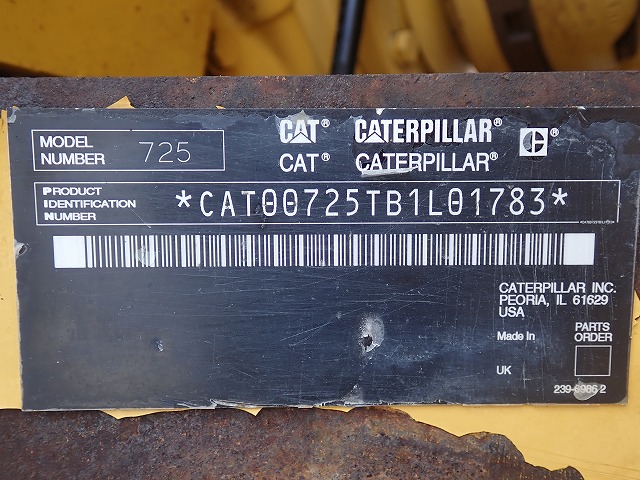 MODEL NUMBER 725
CAT® CATERPILLAR®
CAT® CATERPILLAR®
PRODUCT IDENTIFICATION NUMBER *CAT00725TB1L01783*
CATERPILLAR INC.
PEORIA, IL 61629
USA
Made In
UK
PARTS
ORDER
239-6986 2